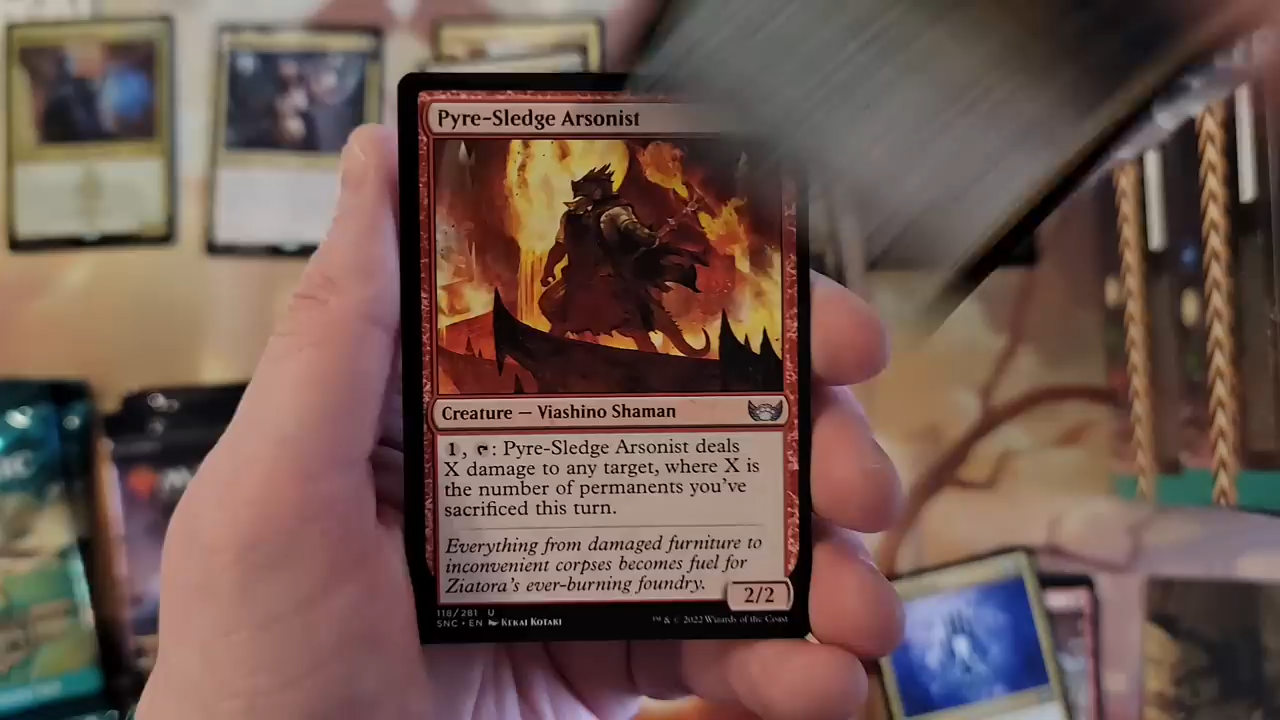 Pyre-Sledge Arsonist
Creature — Viashino Shaman
1, : Pyre-Sledge Arsonist deals
X damage to any target, where X is
the number of permanents you've
sacrificed this turn.
Everything from damaged furniture to
inconvenient corpses becomes fuel for
Ziatora's ever-burning foundry.
2/2
118/281 U
SNC • EN Kekai Kotaki
™ & © 2022 Wizards of the Coast